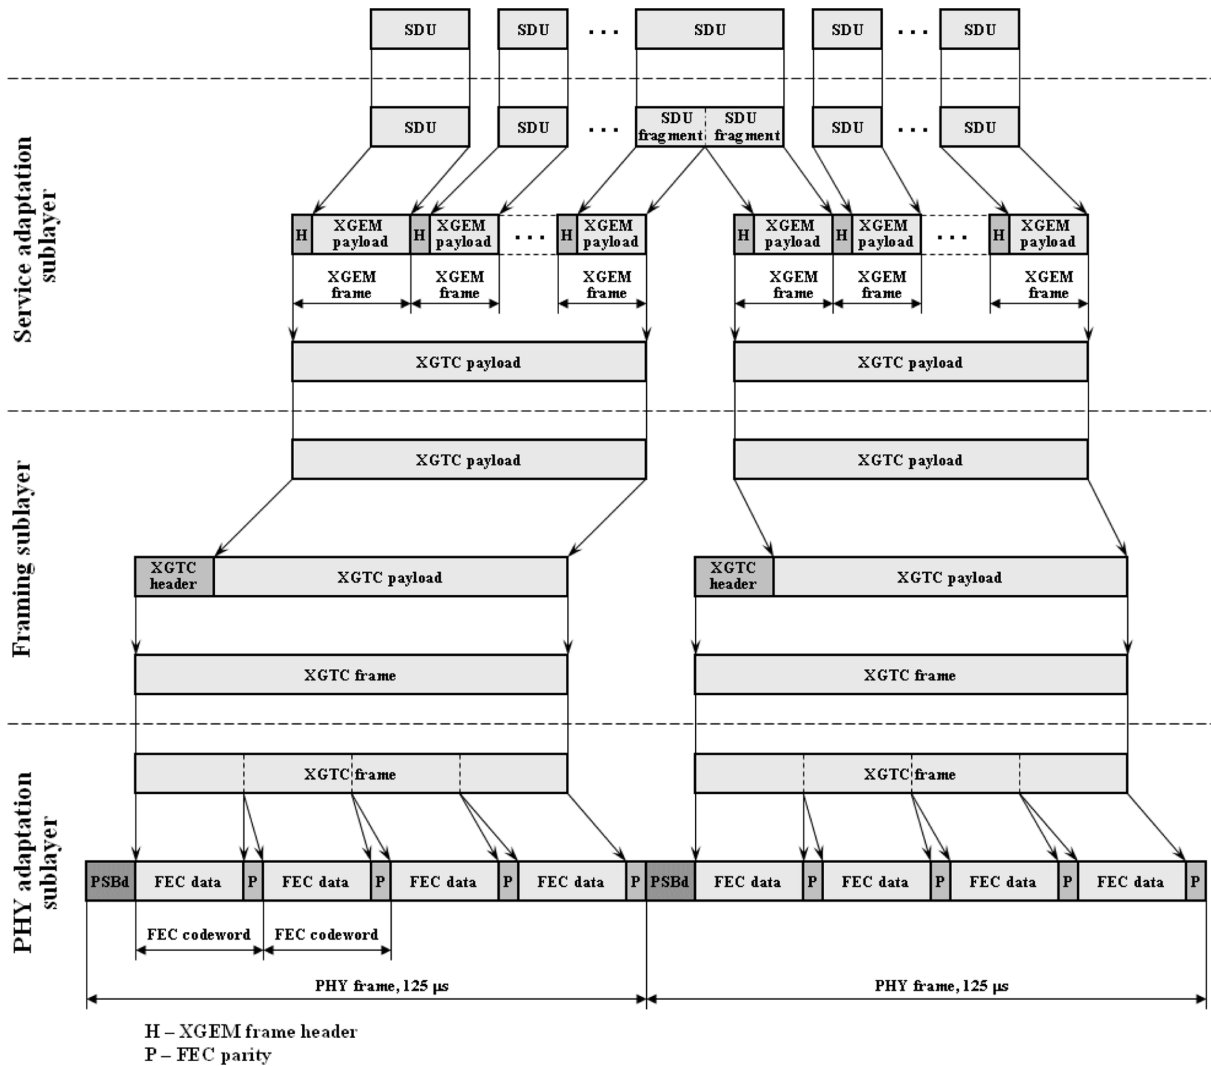 SDU SDU ... SDU SDU ... SDU
SDU SDU ... SDU SDU ... SDU SDU
fragment fragment
Service adaptation
sublayer
H XGEM H XGEM ... H XGEM H XGEM H XGEM ... H XGEM
payload payload payload payload payload payload
XGEM XGEM XGEM XGEM XGEM XGEM
frame frame frame frame frame frame
XGTC payload XGTC payload
Framing sublayer
XGTC payload XGTC payload
XGTC XGTC payload XGTC XGTC payload
header header
XGTC frame XGTC frame
PHY adaptation
sublayer
XGTC frame XGTC frame
PSBd FEC data P FEC data P FEC data P FEC data P PSBd FEC data P FEC data P FEC data P FEC data P
FEC codeword FEC codeword
PHY frame, 125 μs PHY frame, 125 μs
H – XGEM frame header
P – FEC parity